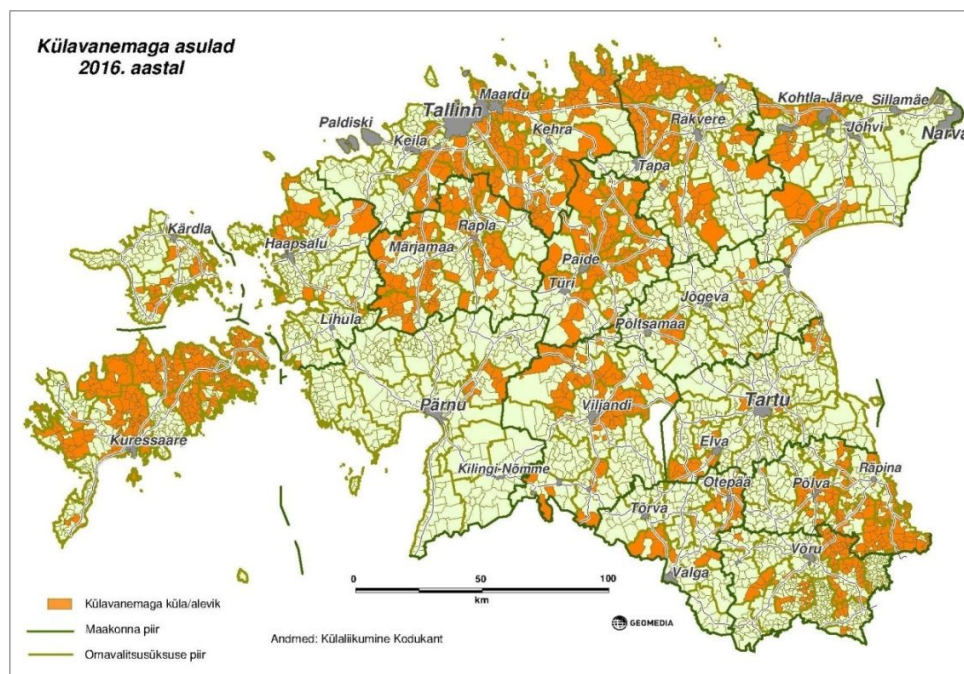 Külavanemaga asulad
2016. aastal
Maardu
Tallinn
Paldiski
Keila
Kehra
Rakvere
Tapa
Kohtla-Järve
Sillamäe
Jõhvi
Narva
Kärdla
Haapsalu
Märjamaa
Rapla
Paide
Türi
Jõgeva
Põltsamaa
Lihula
Pärnu
Viljandi
Tartu
Kuressaare
Elva
Kilingi-Nõmme
Otepää
Põlva
Räpina
Tõrva
Võru
Valga
0 50 100
km
Külavanemaga küla/alevik
Maakonna piir
Omavalitsusüksuse piir
Andmed: Külaliikumine Kodukant
GEOMEDIA